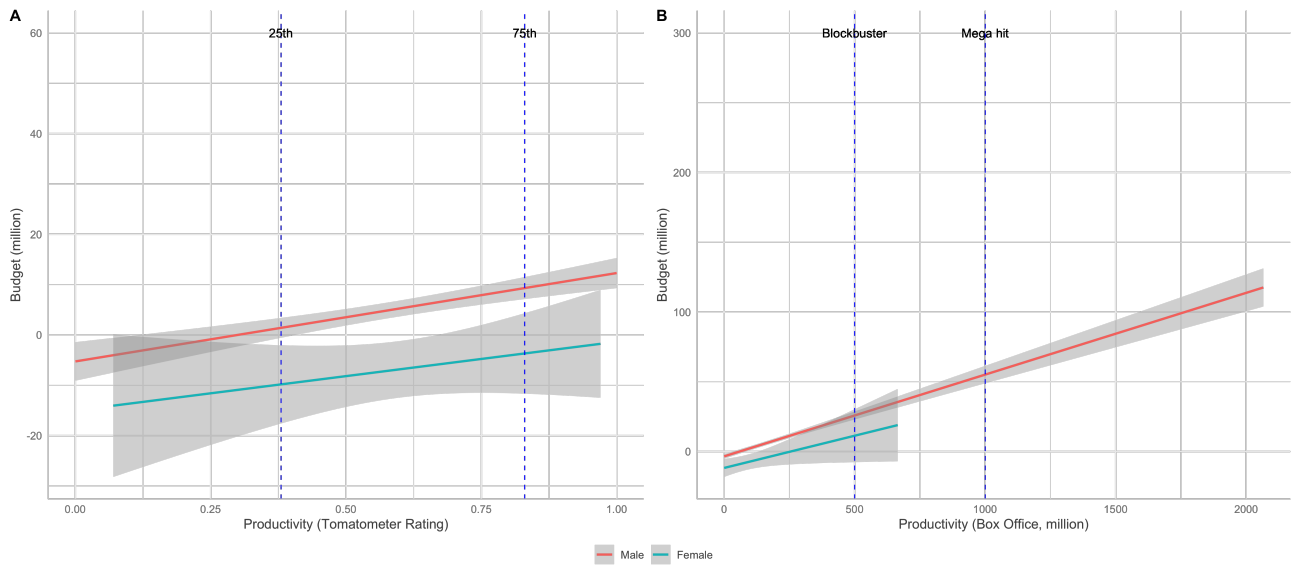 A
60
40
20
0
-20
Budget (million)
25th
75th
0.00
0.25
0.50
0.75
1.00
Productivity (Tomatometer Rating)
B
300
200
100
0
Budget (million)
Blockbuster
Mega hit
0
500
1000
1500
2000
Productivity (Box Office, million)
Male
Female